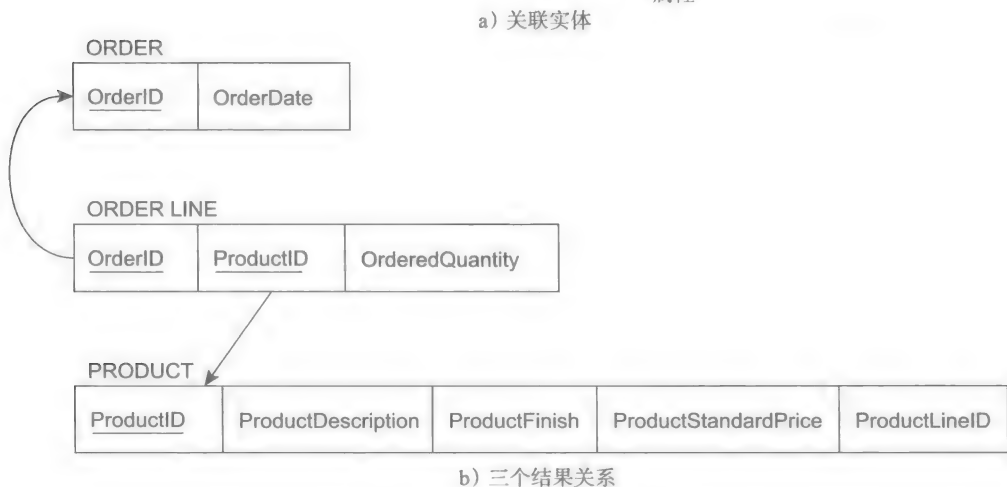 a) 关联实体
ORDER
OrderID OrderDate
ORDER LINE
OrderID ProductID OrderedQuantity
PRODUCT
ProductID ProductDescription ProductFinish ProductStandardPrice ProductLineID
b) 三个结果关系